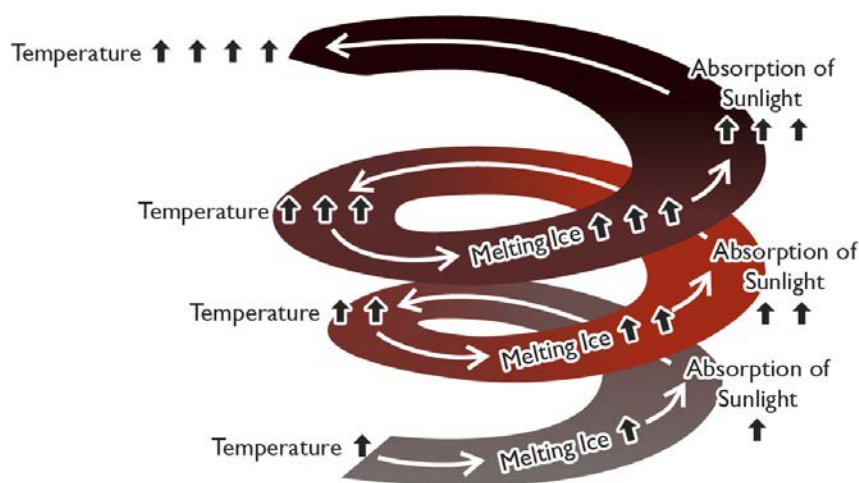 Temperature
Absorption of
Sunlight
Temperature
Melting Ice
Absorption of
Sunlight
Temperature
Melting Ice
Absorption of
Sunlight
Temperature
Melting Ice